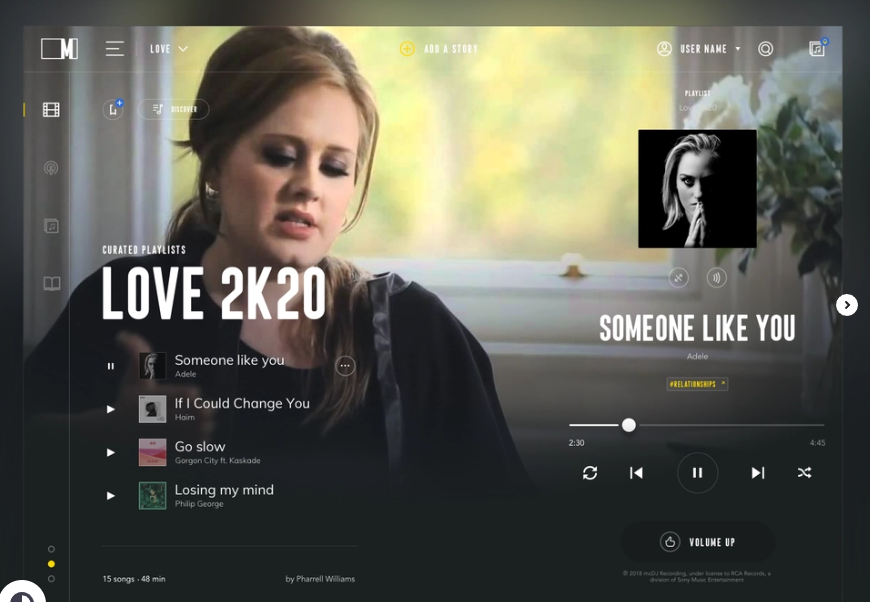 M
LOVE
ADD A STORY
USER NAME
DISCOVER
PLAYLIST
Love 2K20
CURATED PLAYLISTS
LOVE 2K20
Someone like you
Adele
If I Could Change You
Haim
Go slow
Gorgon City ft. Kaskade
Losing my mind
Philip George
15 songs · 48 min
by Pharrell Williams
SOMEONE LIKE YOU
Adele
#RELATIONSHIPS
2:30
4:45
VOLUME UP
© 2018 mcDJ Recording, under license to RCA Records, a
division of Sony Music Entertainment